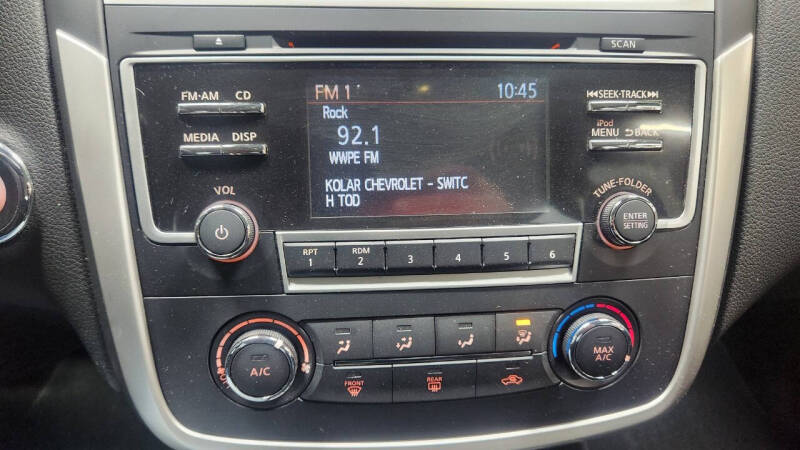 SCAN
FM·AM CD
MEDIA DISP
VOL
FM 1 10:45
Rock
92.1
WWPE FM
KOLAR CHEVROLET - SWITC
H TOD
SEEK·TRACK
iPod
MENU BACK
TUNE·FOLDER
ENTER
SETTING
RPT RDM
1 2 3 4 5 6
A/C
FRONT
REAR
MAX
A/C